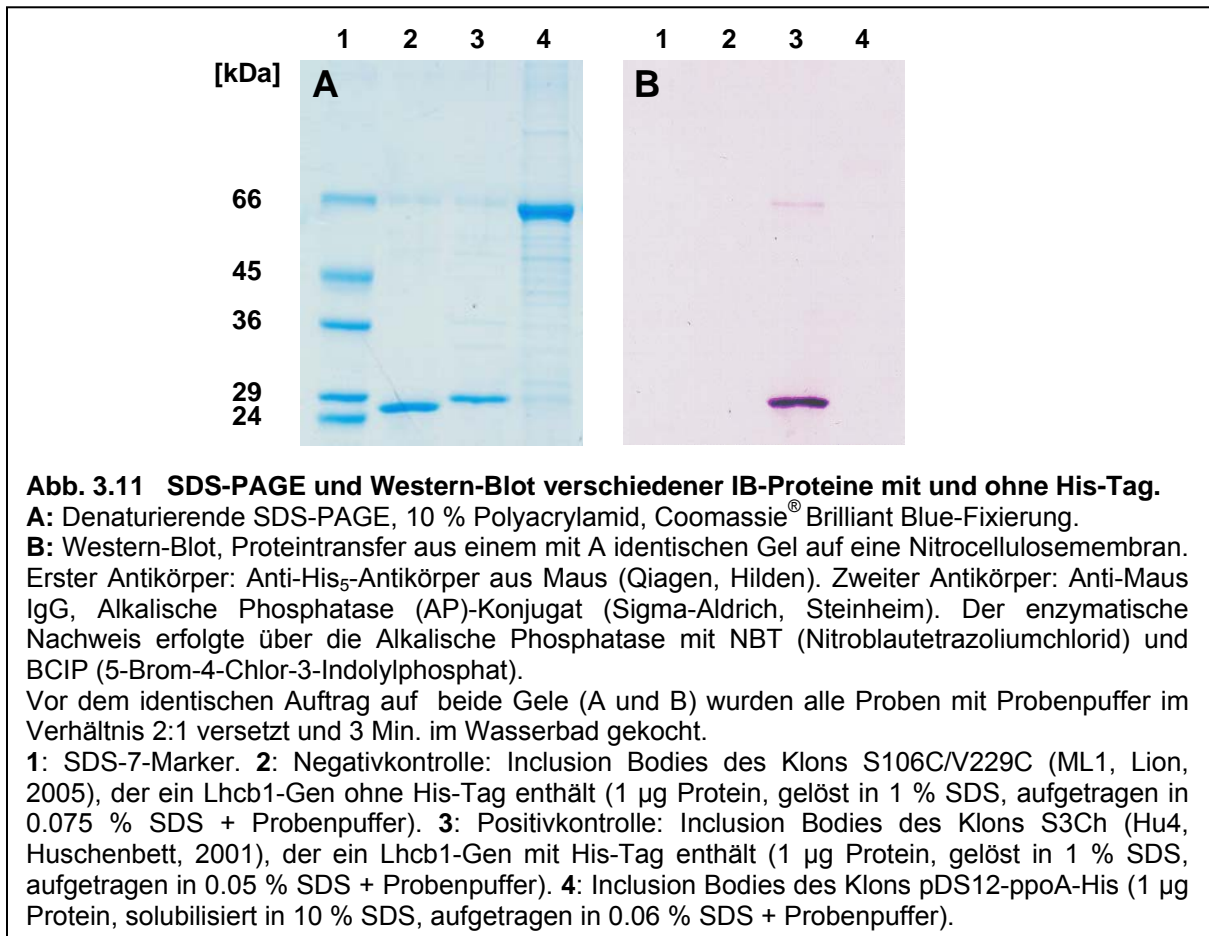 1 2 3 4 1 2 3 4
[kDa] A B
66
45
36
29
24
Abb. 3.11 SDS-PAGE und Western-Blot verschiedener IB-Proteine mit und ohne His-Tag.
A: Denaturierende SDS-PAGE, 10 % Polyacrylamid, Coomassie® Brilliant Blue-Fixierung.
B: Western-Blot, Proteintransfer aus einem mit A identischen Gel auf eine Nitrocellulosemembran.
Erster Antikörper: Anti-His₅-Antikörper aus Maus (Qiagen, Hilden). Zweiter Antikörper: Anti-Maus
IgG, Alkalische Phosphatase (AP)-Konjugat (Sigma-Aldrich, Steinheim). Der enzymatische
Nachweis erfolgte über die Alkalische Phosphatase mit NBT (Nitroblautetrazoliumchlorid) und
BCIP (5-Brom-4-Chlor-3-Indolylphosphat).
Vor dem identischen Auftrag auf beide Gele (A und B) wurden alle Proben mit Probenpuffer im
Verhältnis 2:1 versetzt und 3 Min. im Wasserbad gekocht.
1: SDS-7-Marker. 2: Negativkontrolle: Inclusion Bodies des Klons S106C/V229C (ML1, Lion,
2005), der ein Lhcb1-Gen ohne His-Tag enthält (1 µg Protein, gelöst in 1 % SDS, aufgetragen in
0.075 % SDS + Probenpuffer). 3: Positivkontrolle: Inclusion Bodies des Klons S3Ch (Hu4,
Huschenbett, 2001), der ein Lhcb1-Gen mit His-Tag enthält (1 µg Protein, gelöst in 1 % SDS,
aufgetragen in 0.05 % SDS + Probenpuffer). 4: Inclusion Bodies des Klons pDS12-ppoA-His (1 µg
Protein, solubilisiert in 10 % SDS, aufgetragen in 0.06 % SDS + Probenpuffer).